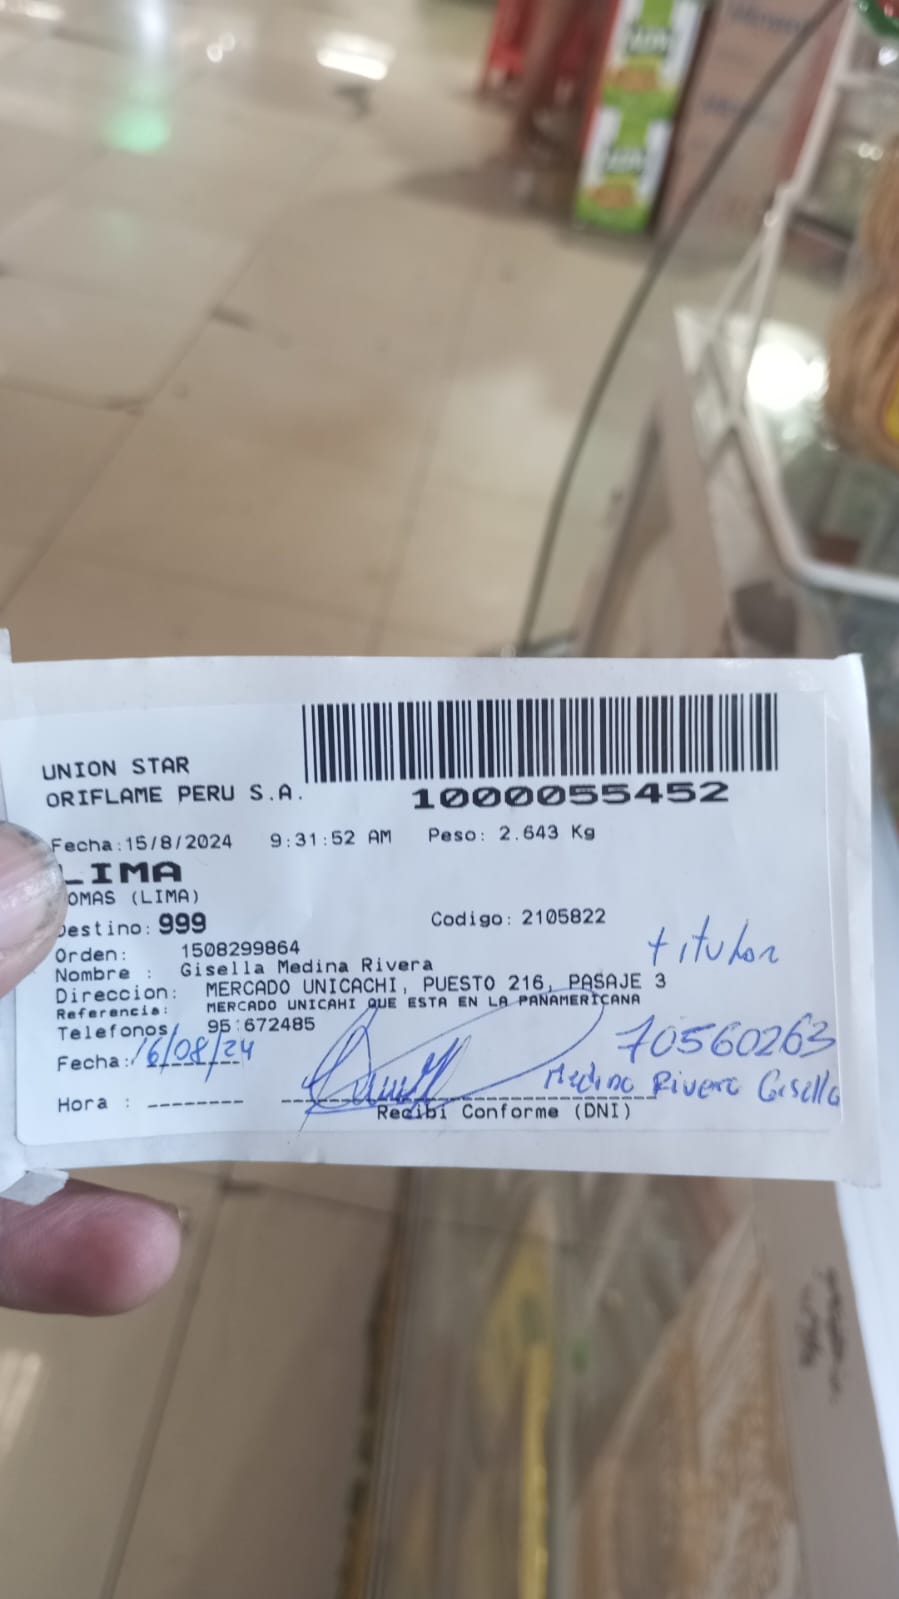 UNION STAR
ORIFLAME PERU S.A.
1000055452
Fecha:15/8/2024 9:31:52 AM Peso: 2.643 Kg
LIMA
OMAS (LIMA)
Destino: 999 Codigo: 2105822
titular
Orden: 1508299864
Nombre : Gisella Medina Rivera
Direccion: MERCADO UNICACHI, PUESTO 216, PASAJE 3
Referencia: MERCADO UNICAHI QUE ESTA EN LA PANAMERICANA
Telefonos/ 95 672485
70560263
Fecha: 16/08/24
Medina Rivera Gisella
Hora : --------
Recibi Conforme (DNI)